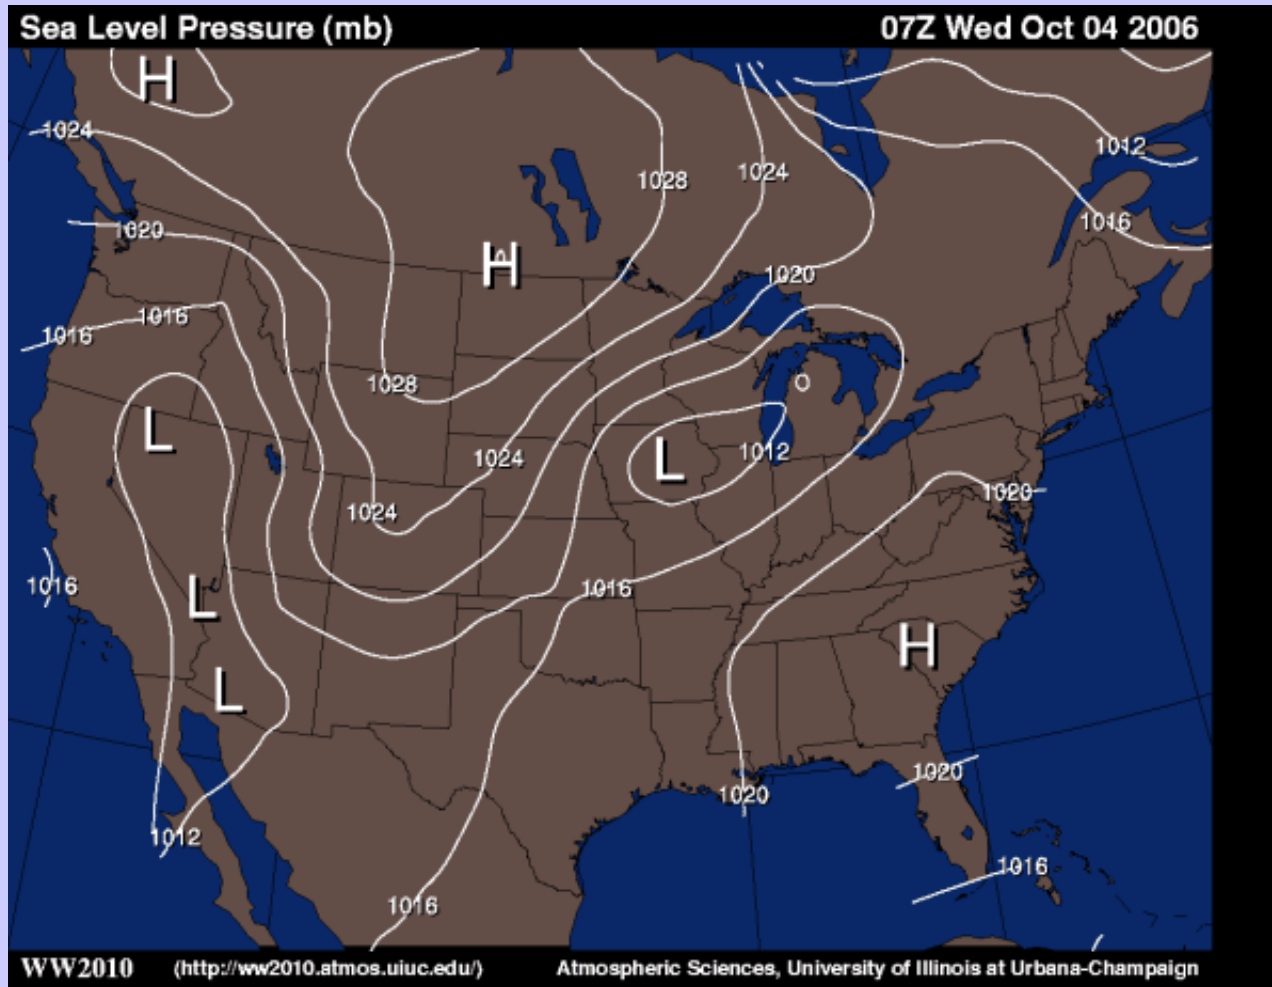 Sea Level Pressure (mb)
07Z Wed Oct 04 2006
H
1024
1012
1024
1028
1016
1020
H
1020
1016
1016
1028
L
1012
L
1024
1020
1024
1016
L
1016
H
L
1020
1020
1012
1016
1016
WW2010
(http://ww2010.atmos.uiuc.edu/)
Atmospheric Sciences, University of Illinois at Urbana-Champaign